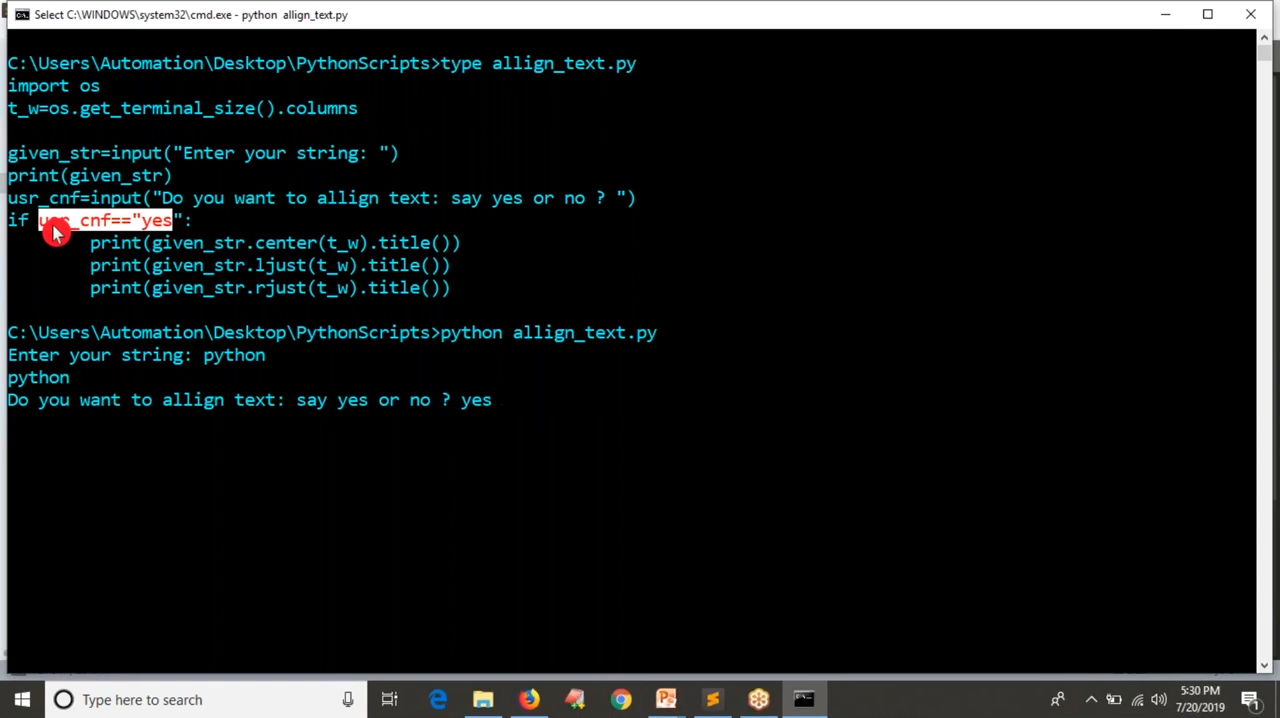 Select C:\WINDOWS\system32\cmd.exe - python  allign_text.py
C:\Users\Automation\Desktop\PythonScripts>type allign_text.py
import os
t_w=os.get_terminal_size().columns
given_str=input("Enter your string: ")
print(given_str)
usr_cnf=input("Do you want to allign text: say yes or no ? ")
if usr_cnf=="yes":
        print(given_str.center(t_w).title())
        print(given_str.ljust(t_w).title())
        print(given_str.rjust(t_w).title())
C:\Users\Automation\Desktop\PythonScripts>python allign_text.py
Enter your string: python
python
Do you want to allign text: say yes or no ? yes
Type here to search
5:30 PM
7/20/2019
1